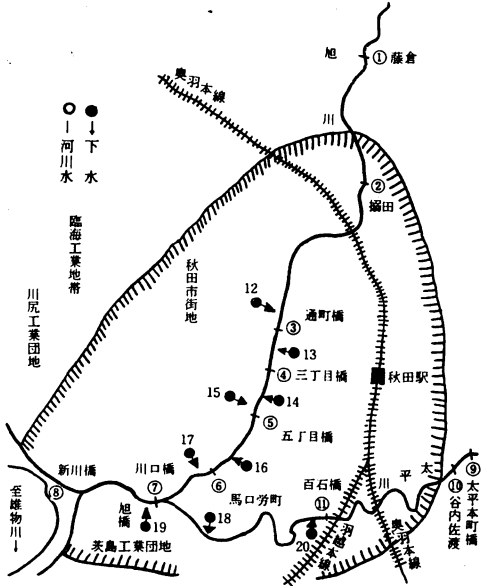 旭
①藤倉
奥羽本線
川
●→下水
○—河川水
②
嬬田
臨海工業地帯
川尻工業団地
秋田市街地
12
通町橋
③
13
④三丁目橋
秋田駅
15
14
⑤
五丁目橋
17
16
新川橋
川口橋
⑥
馬口労町
百石橋
川
平
太
⑨
太平本町橋
⑩
谷内佐渡
⑧
⑦
⑪
至雄物川→
旭橋
19
18
20
羽越本線
奥羽本線
茨島工業団地